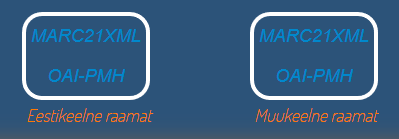 MARC21XML
OAI-PMH
Eestikeelne raamat
MARC21XML
OAI-PMH
Muukeelne raamat